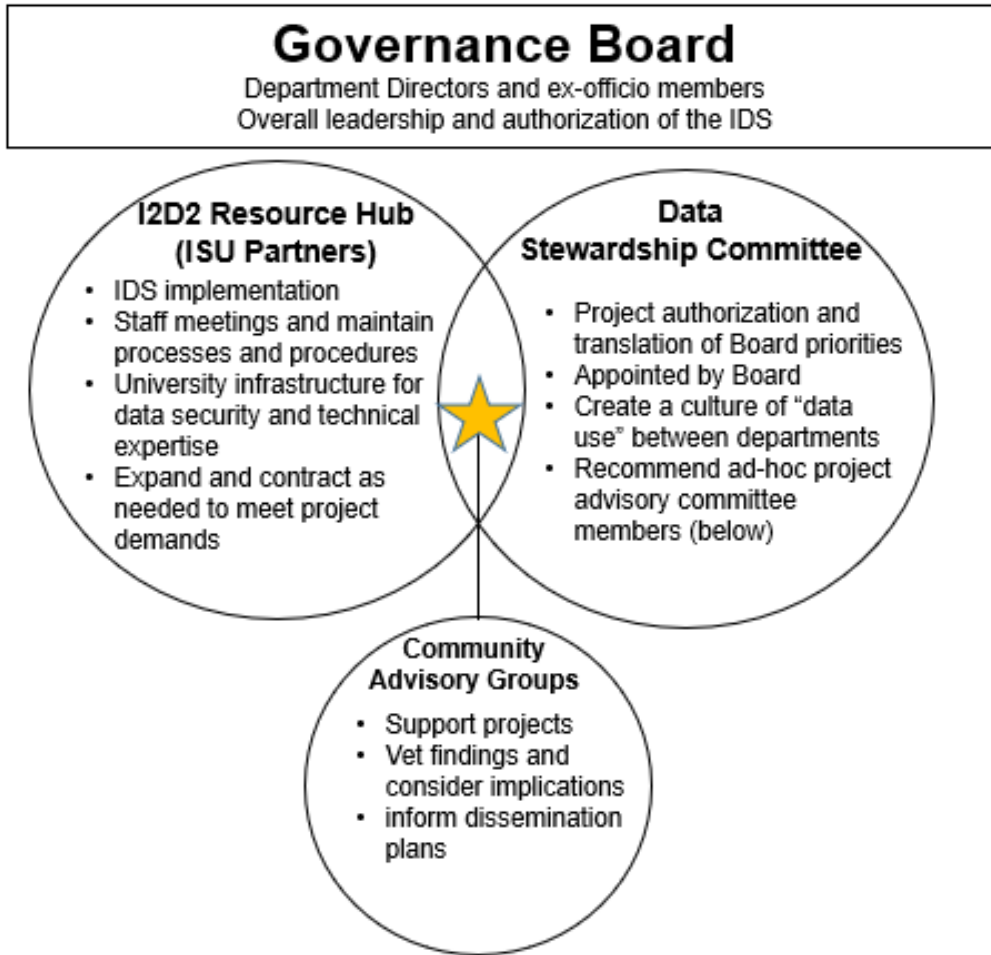 Governance Board
Department Directors and ex-officio members
Overall leadership and authorization of the IDS
I2D2 Resource Hub
(ISU Partners)
• IDS implementation
• Staff meetings and maintain
processes and procedures
• University infrastructure for
data security and technical
expertise
• Expand and contract as
needed to meet project
demands
Data
Stewardship Committee
• Project authorization and
translation of Board priorities
• Appointed by Board
• Create a culture of “data
use” between departments
• Recommend ad-hoc project
advisory committee
members (below)
Community
Advisory Groups
• Support projects
• Vet findings and
consider implications
• inform dissemination
plans